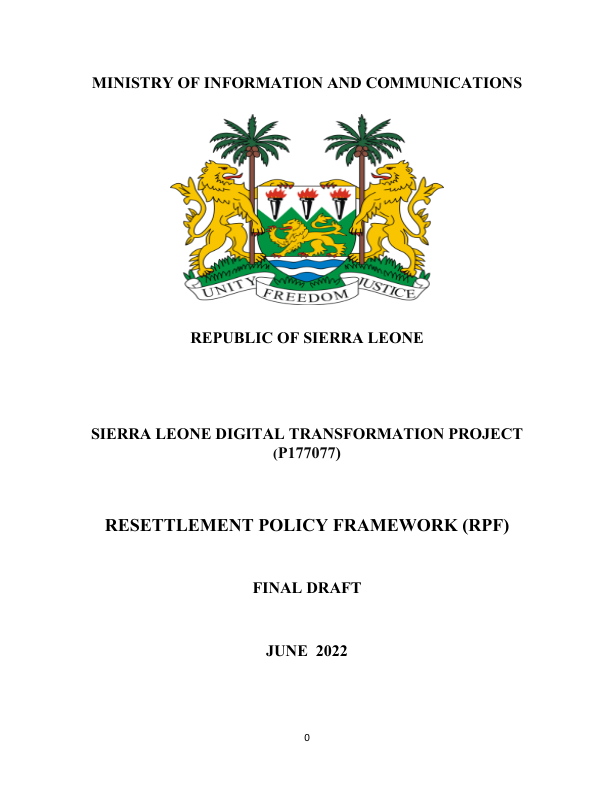 MINISTRY OF INFORMATION AND COMMUNICATIONS
UNITY FREEDOM JUSTICE
REPUBLIC OF SIERRA LEONE
SIERRA LEONE DIGITAL TRANSFORMATION PROJECT
(P177077)
RESETTLEMENT POLICY FRAMEWORK (RPF)
FINAL DRAFT
JUNE 2022
0